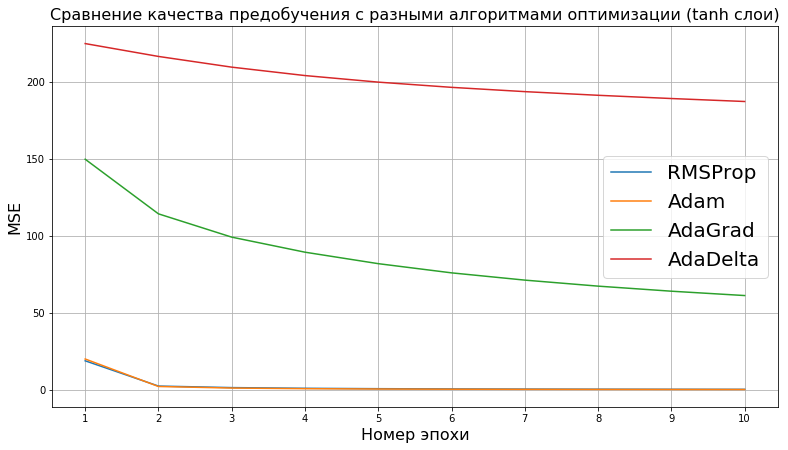 Сравнение качества предобучения с разными алгоритмами оптимизации (tanh слои)
200
150
100
50
0
MSE
RMSProp
Adam
AdaGrad
AdaDelta
1 2 3 4 5 6 7 8 9 10
Номер эпохи